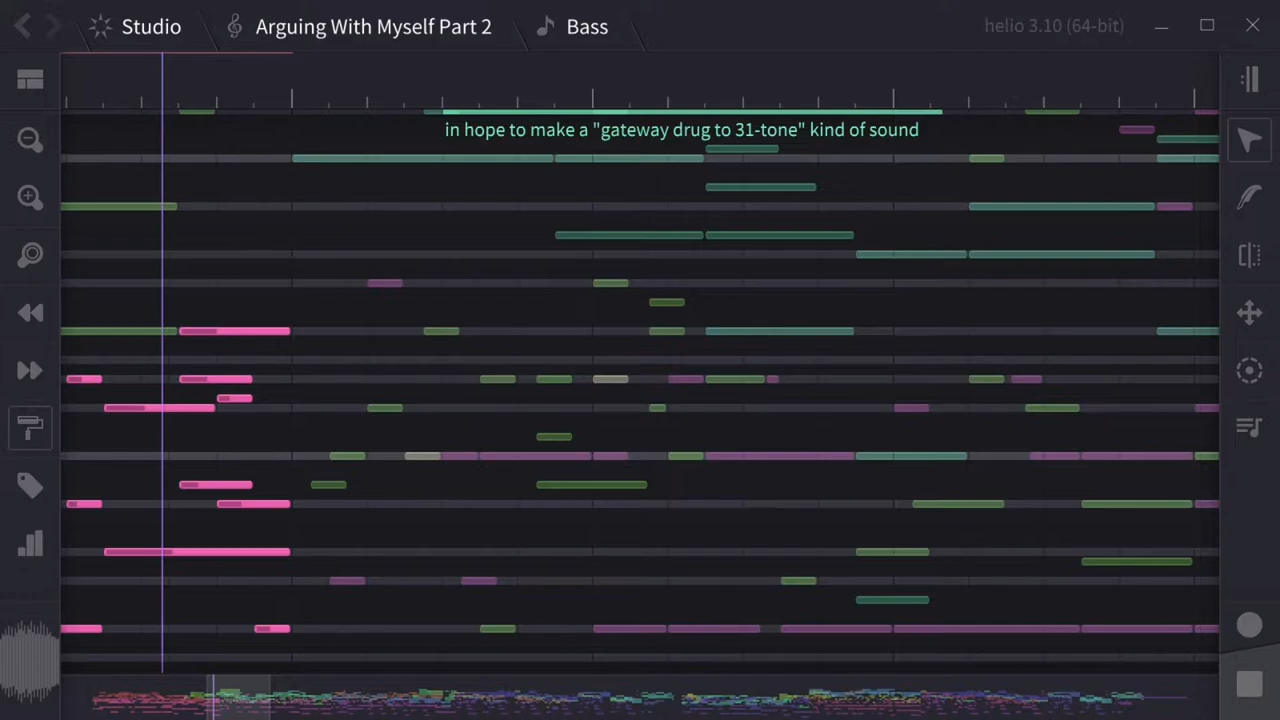 Studio
Arguing With Myself Part 2
Bass
helio 3.10 (64-bit)
in hope to make a "gateway drug to 31-tone" kind of sound